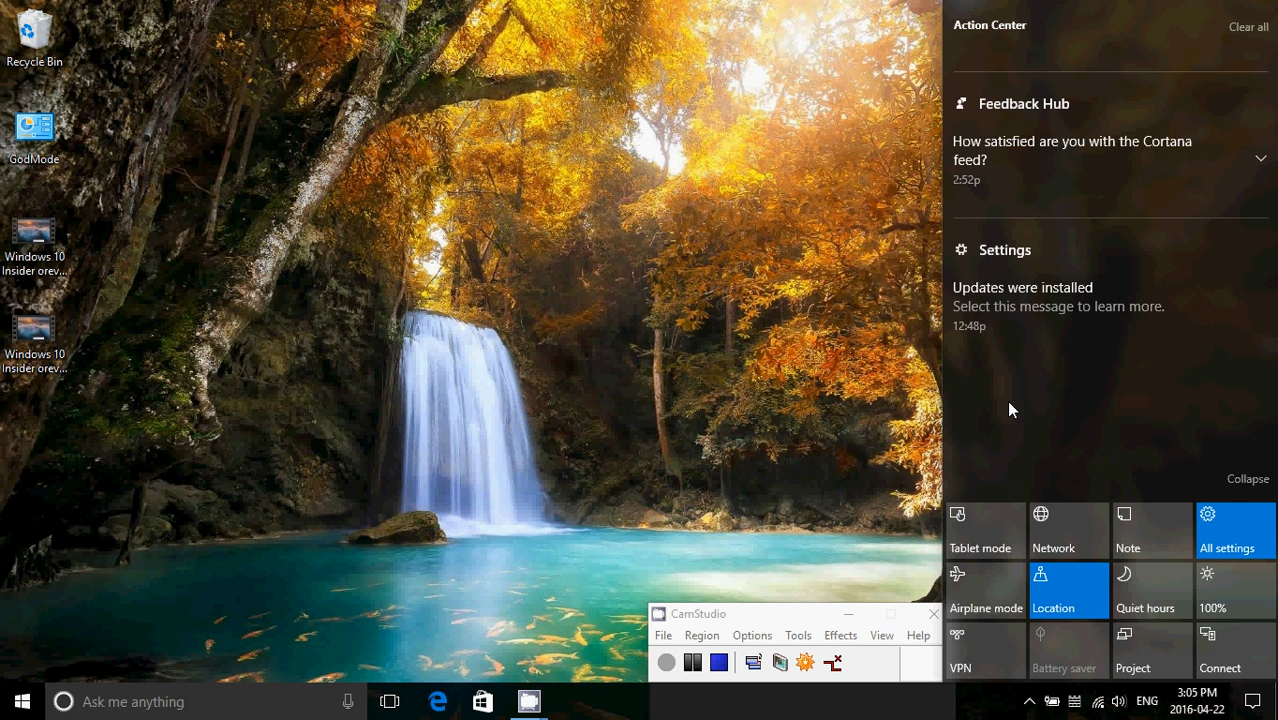 Recycle Bin
GodMode
Windows 10
Insider orev...
Windows 10
Insider orev...
Action Center
Clear all
Feedback Hub
How satisfied are you with the Cortana
feed?
2:52p
Settings
Updates were installed
Select this message to learn more.
12:48p
Collapse
Tablet mode
Network
Note
All settings
Airplane mode
Location
Quiet hours
100%
VPN
Battery saver
Project
Connect
CamStudio
File Region Options Tools Effects View Help
Ask me anything
ENG
3:05 PM
2016-04-22